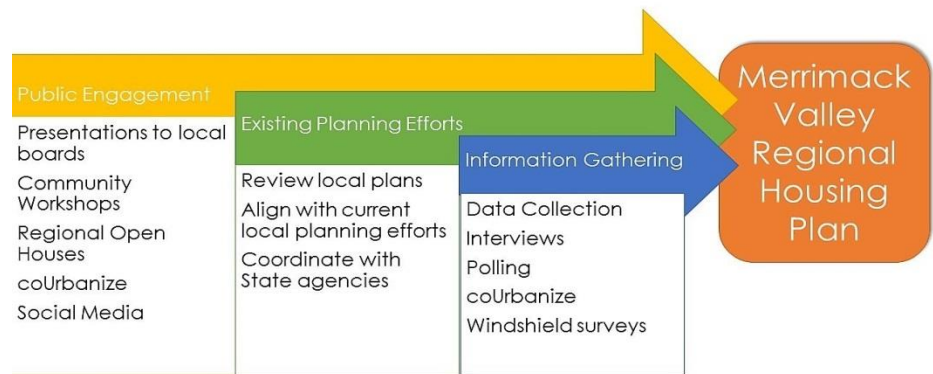 Public Engagement
Presentations to local
boards
Community
Workshops
Regional Open
Houses
coUrbanize
Social Media
Existing Planning Efforts
Review local plans
Align with current
local planning efforts
Coordinate with
State agencies
Information Gathering
Data Collection
Interviews
Polling
coUrbanize
Windshield surveys
Merrimack
Valley
Regional
Housing
Plan